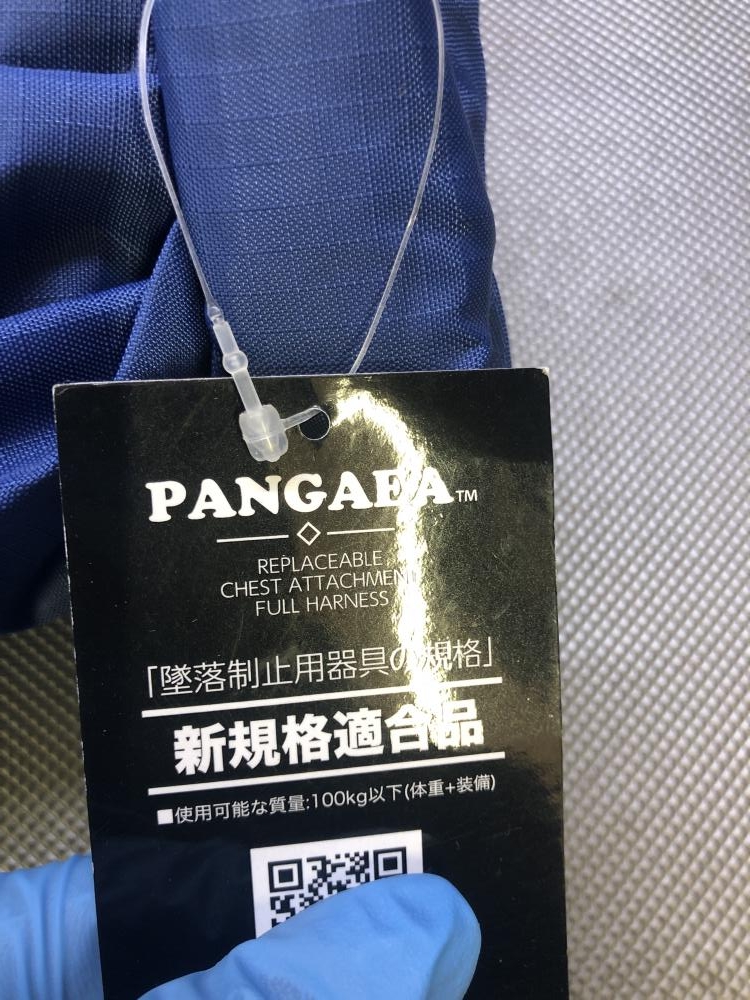 PANGAEA™
REPLACEABLE
CHEST ATTACHMENT
FULL HARNESS
「墜落制止用器具の規格」
新規格適合品
■使用可能な質量:100kg以下(体重+装備)